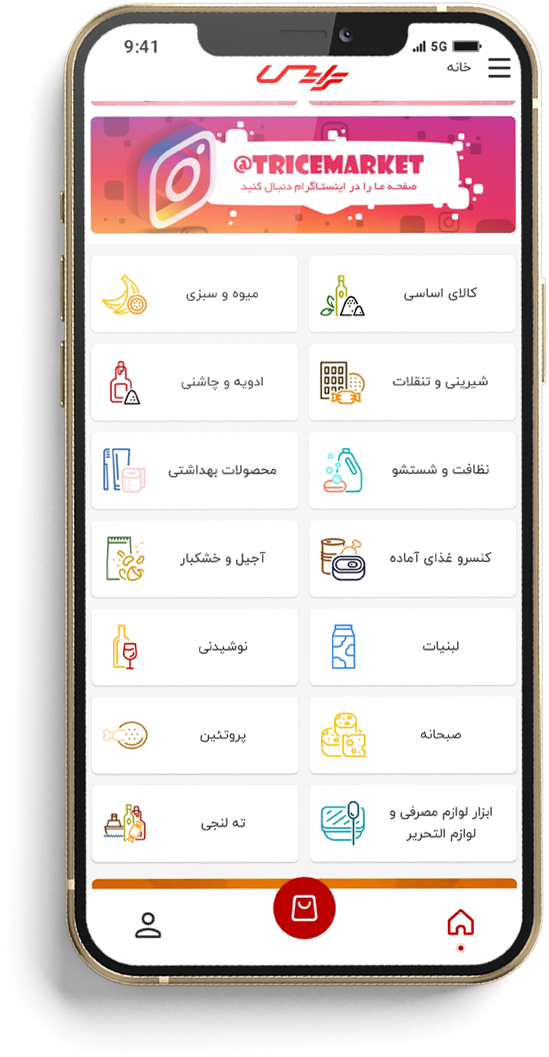 9:41
5G
خانه
ترایس
@TRICEMARKET
صفحه ما را در اینستاگرام دنبال کنید
کالای اساسی
میوه و سبزی
شیرینی و تنقلات
ادویه و چاشنی
نظافت و شستشو
محصولات بهداشتی
کنسرو غذای آماده
آجیل و خشکبار
لبنیات
نوشیدنی
صبحانه
پروتئین
ابزار لوازم مصرفی و
لوازم التحریر
ته لنجی